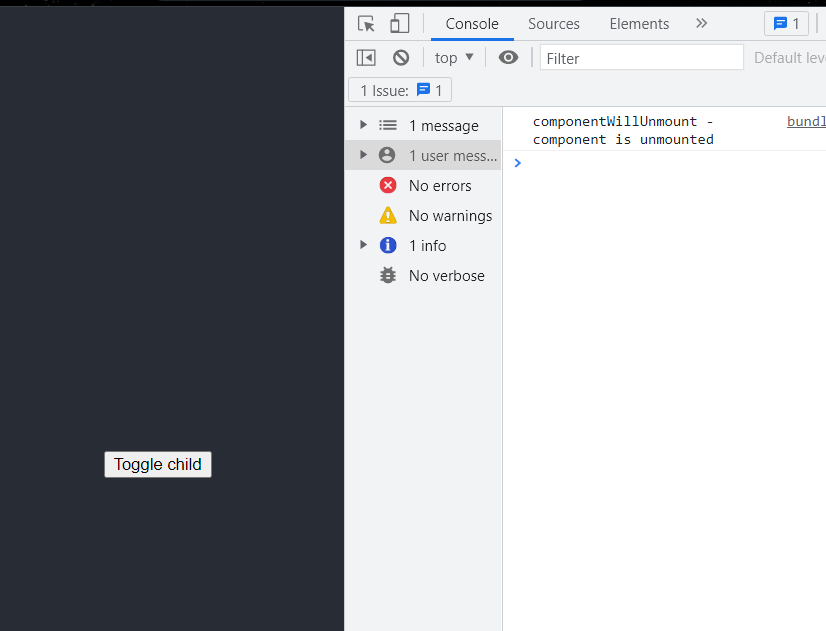 Console Sources Elements 1
top Filter Default lev
1 Issue: 1
1 message
1 user mess...
No errors
No warnings
1 info
No verbose
componentWillUnmount - bundl
component is unmounted
Toggle child